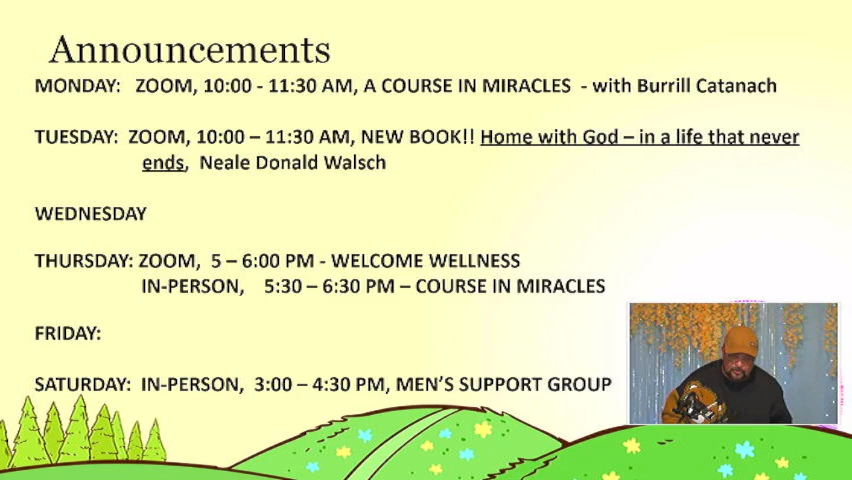 Announcements
MONDAY: ZOOM, 10:00 - 11:30 AM, A COURSE IN MIRACLES - with Burrill Catanach
TUESDAY: ZOOM, 10:00 – 11:30 AM, NEW BOOK!! Home with God – in a life that never
ends, Neale Donald Walsch
WEDNESDAY
THURSDAY: ZOOM, 5 – 6:00 PM - WELCOME WELLNESS
IN-PERSON, 5:30 – 6:30 PM – COURSE IN MIRACLES
FRIDAY:
SATURDAY: IN-PERSON, 3:00 – 4:30 PM, MEN'S SUPPORT GROUP